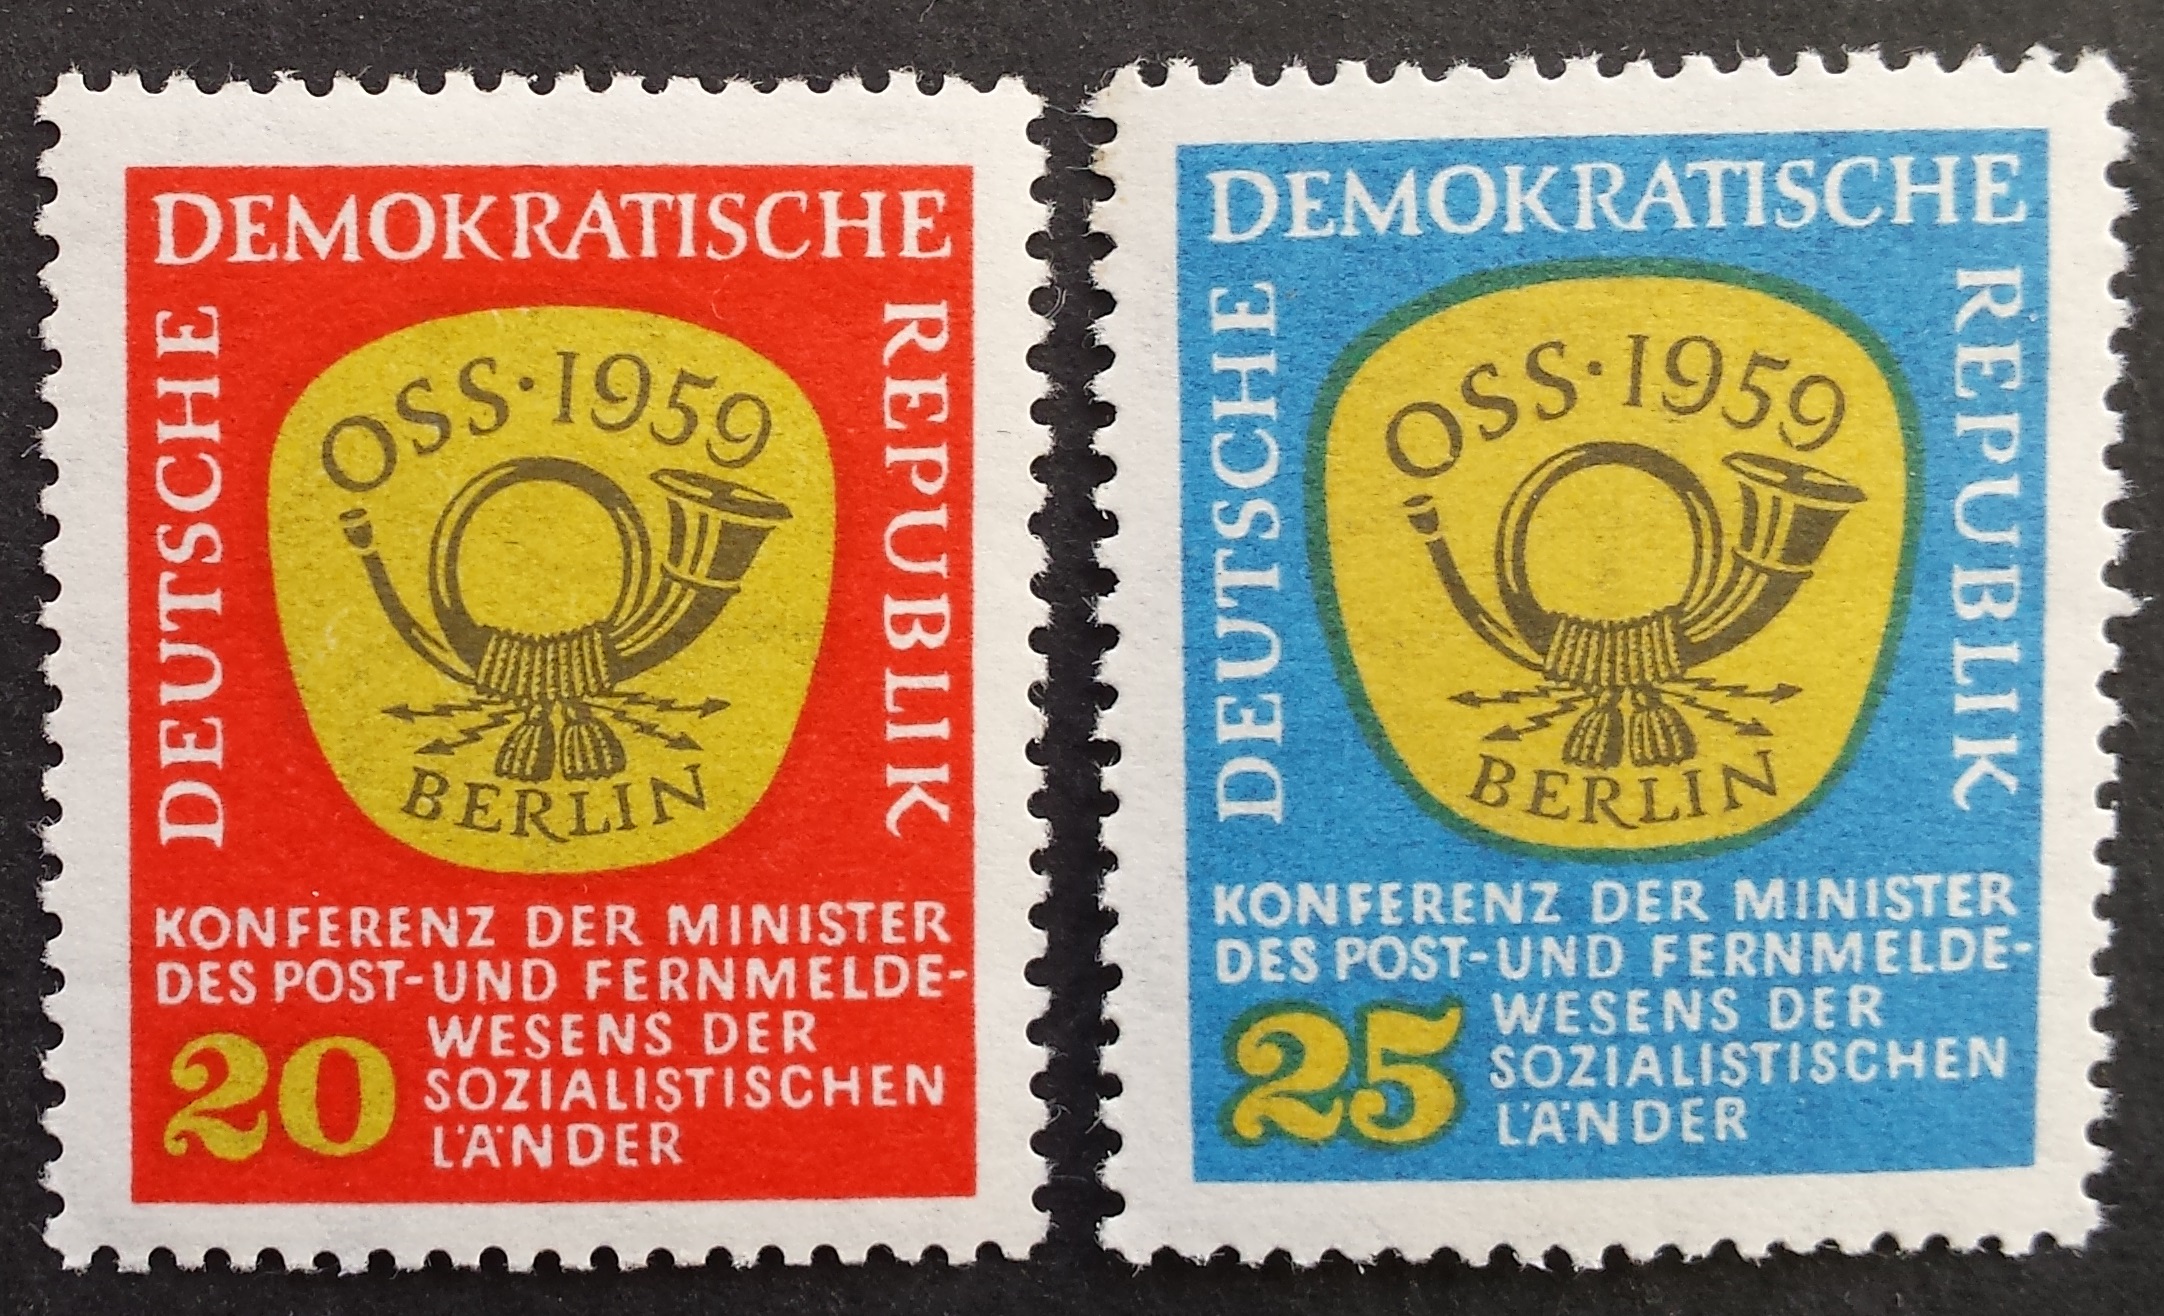 DEUTSCHE
DEMOKRATISCHE
REPUBLIK
OSS·1959
BERLIN
KONFERENZ DER MINISTER
DES POST-UND FERNMELDE-
WESENS DER
SOZIALISTISCHEN
LÄNDER
20
DEUTSCHE
DEMOKRATISCHE
REPUBLIK
OSS·1959
BERLIN
KONFERENZ DER MINISTER
DES POST-UND FERNMELDE-
WESENS DER
SOZIALISTISCHEN
LÄNDER
25